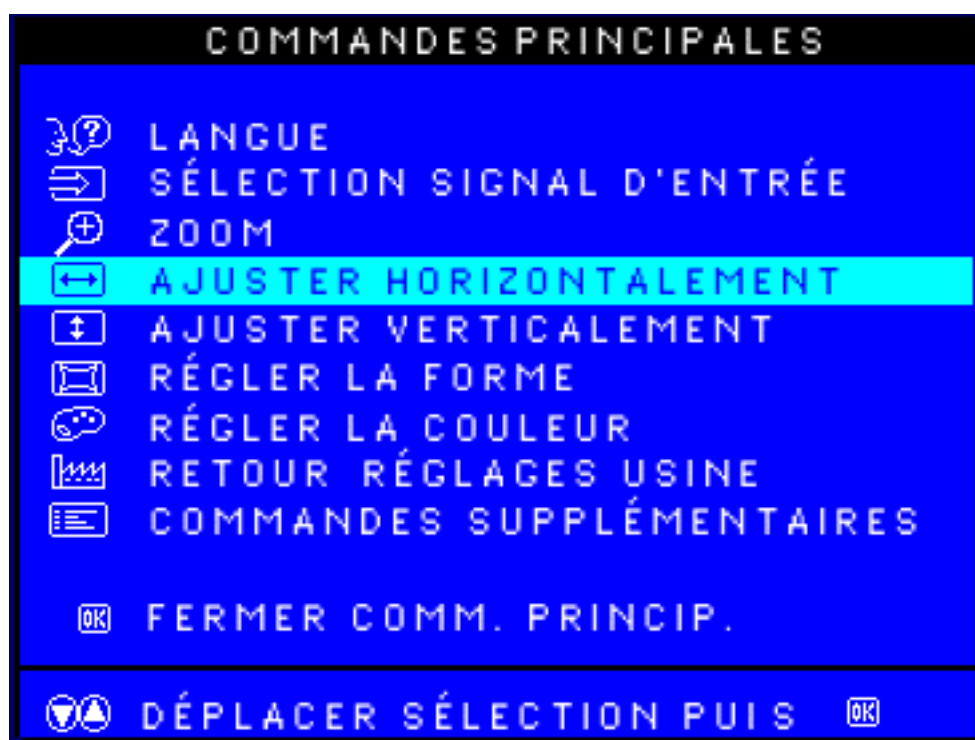 COMMANDES PRINCIPALES
LANGUE
SÉLECTION SIGNAL D'ENTRÉE
ZOOM
AJUSTER HORIZONTALEMENT
AJUSTER VERTICALEMENT
RÉGLER LA FORME
RÉGLER LA COULEUR
RETOUR RÉGLAGES USINE
COMMANDES SUPPLÉMENTAIRES
OK FERMER COMM. PRINCIP.
DÉPLACER SÉLECTION PUIS OK